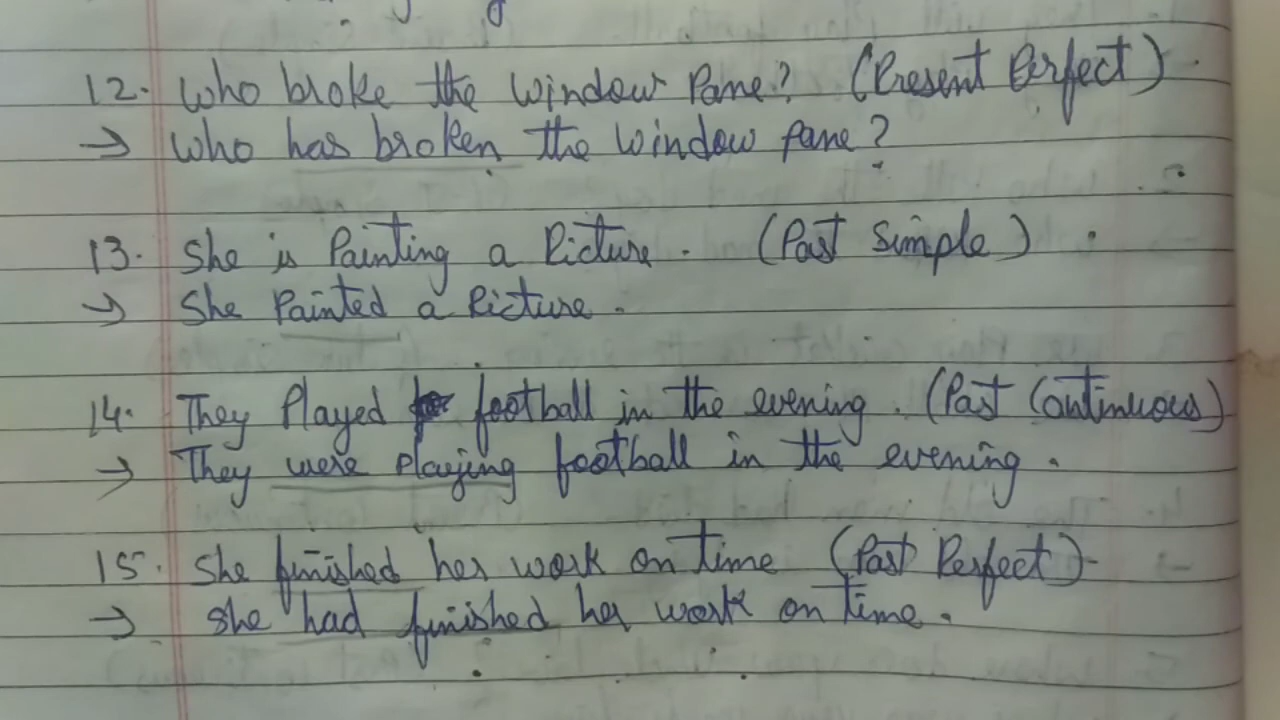 12. Who broke the window Pane? (Present Perfect)
→ Who has broken the window pane?
13. She is Painting a Picture. (Past Simple)
→ She Painted a Picture.
14. They Played football in the evening. (Past Continuous)
→ They were Playing football in the evening.
15. She finished her work on time (Past Perfect)
→ She had finished her work on time.